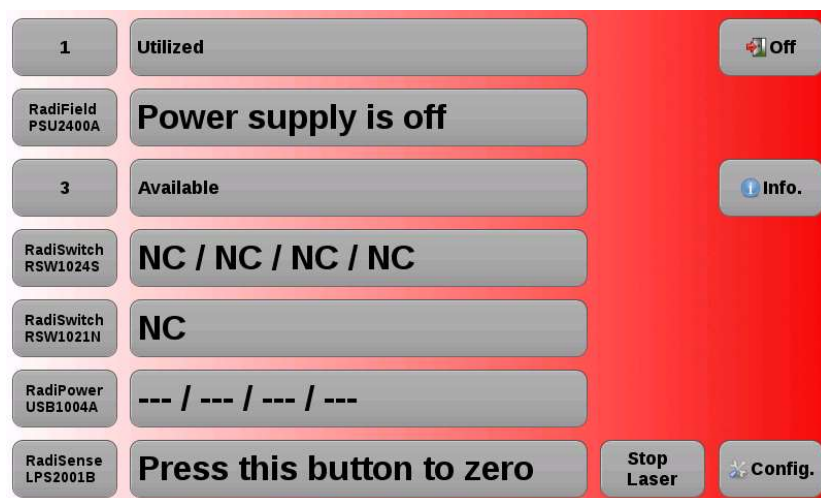 1
Utilized
Off
RadiField
PSU2400A
Power supply is off
3
Available
Info.
RadiSwitch
RSW1024S
NC / NC / NC / NC
RadiSwitch
RSW1021N
NC
RadiPower
USB1004A
--- / --- / --- / ---
RadiSense
LPS2001B
Press this button to zero
Stop
Laser
Config.